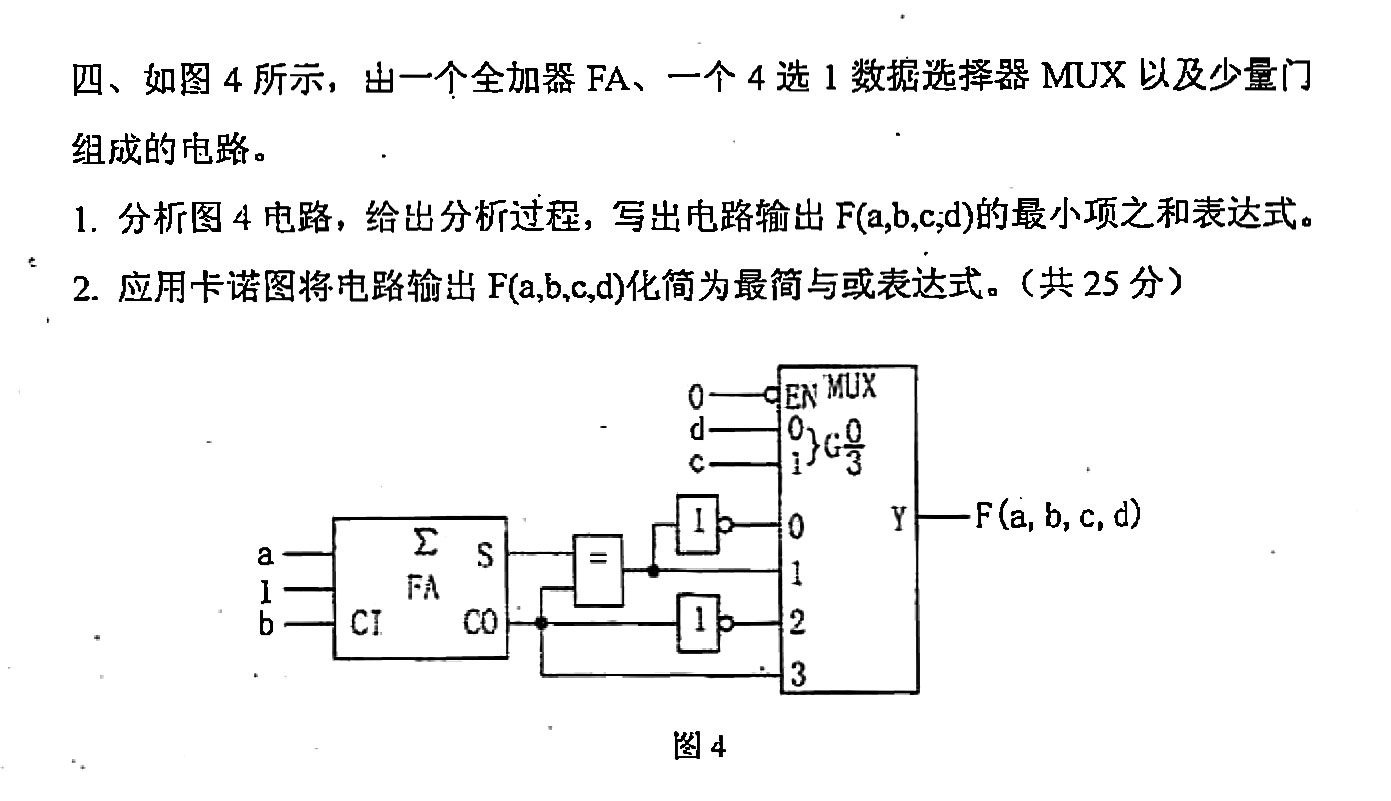 四、如图 4 所示，由一个全加器 FA、一个 4 选 1 数据选择器 MUX 以及少量门
组成的电路。
1. 分析图 4 电路，给出分析过程，写出电路输出 F(a,b,c,d)的最小项之和表达式。
2. 应用卡诺图将电路输出 F(a,b,c,d)化简为最简与或表达式。（共 25 分）
0 EN MUX
d 0
c 1 } G 0/3
1 0 Y F(a, b, c, d)
a Σ S =
1 FA 1
b CI CO 1 2
3
图 4